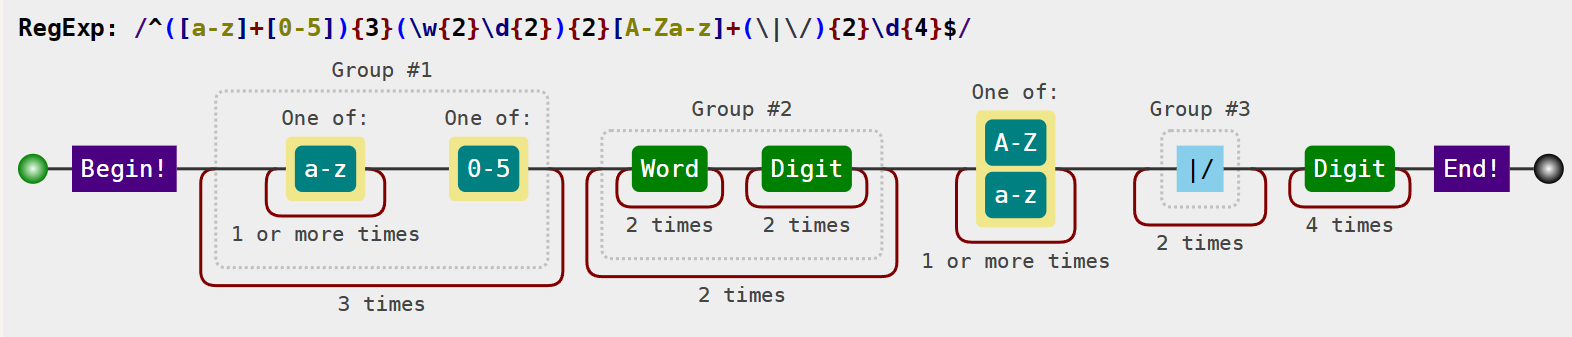 RegExp: /^([a-z]+[0-5]){3}(\w{2}\d{2}){2}[A-Za-z]+(\|\/){2}\d{4}$/
Group #1
One of: One of:
Group #2
One of:
Group #3
Begin! a-z 0-5 Word Digit A-Z a-z |/ Digit End!
1 or more times
2 times 2 times
1 or more times
2 times
4 times
3 times
2 times